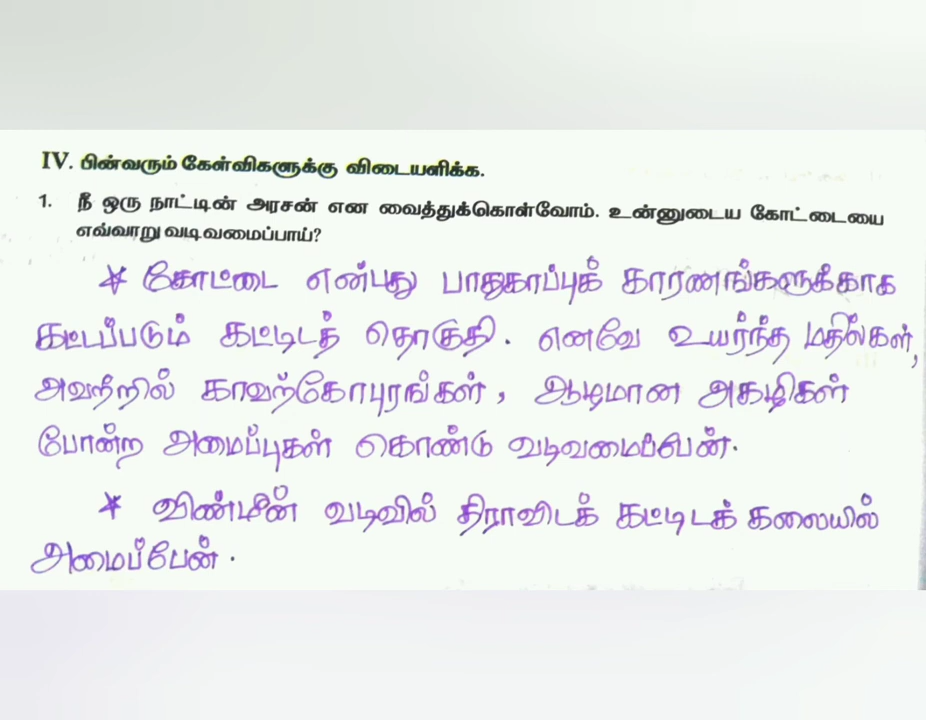 IV. பின்வரும் கேள்விகளுக்கு விடையளிக்க.
1. நீ ஒரு நாட்டின் அரசன் என வைத்துக்கொள்வோம். உன்னுடைய கோட்டையை
எவ்வாறு வடிவமைப்பாய்?
* கோட்டை என்பது பாதுகாப்புக் காரணங்களுக்காக
கட்டப்படும் கட்டிடத் தொகுதி. எனவே உயர்ந்த மதில்கள்,
அவற்றில் காவற்கோபுரங்கள், ஆழமான அகழிகள்
போன்ற அமைப்புகள் கொண்டு வடிவமைப்பேன்.
* விண்மீன் வடிவில் திராவிடக் கட்டிடக் கலையில்
அமைப்பேன்.